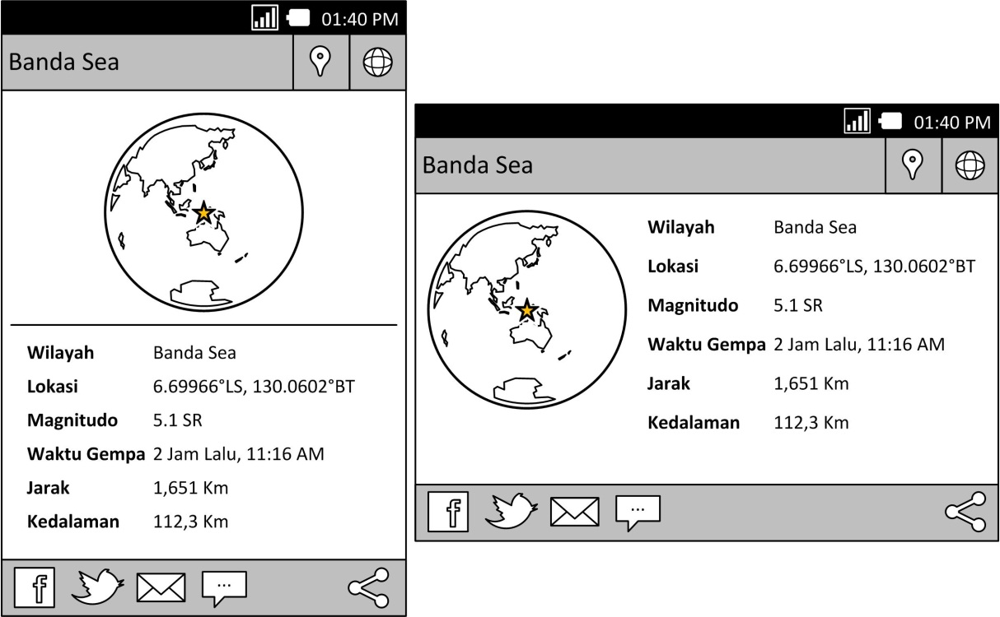 01:40 PM
Banda Sea
Wilayah Banda Sea
Lokasi 6.69966°LS, 130.0602°BT
Magnitudo 5.1 SR
Waktu Gempa 2 Jam Lalu, 11:16 AM
Jarak 1,651 Km
Kedalaman 112,3 Km
f
...
01:40 PM
Banda Sea
Wilayah Banda Sea
Lokasi 6.69966°LS, 130.0602°BT
Magnitudo 5.1 SR
Waktu Gempa 2 Jam Lalu, 11:16 AM
Jarak 1,651 Km
Kedalaman 112,3 Km
f
...